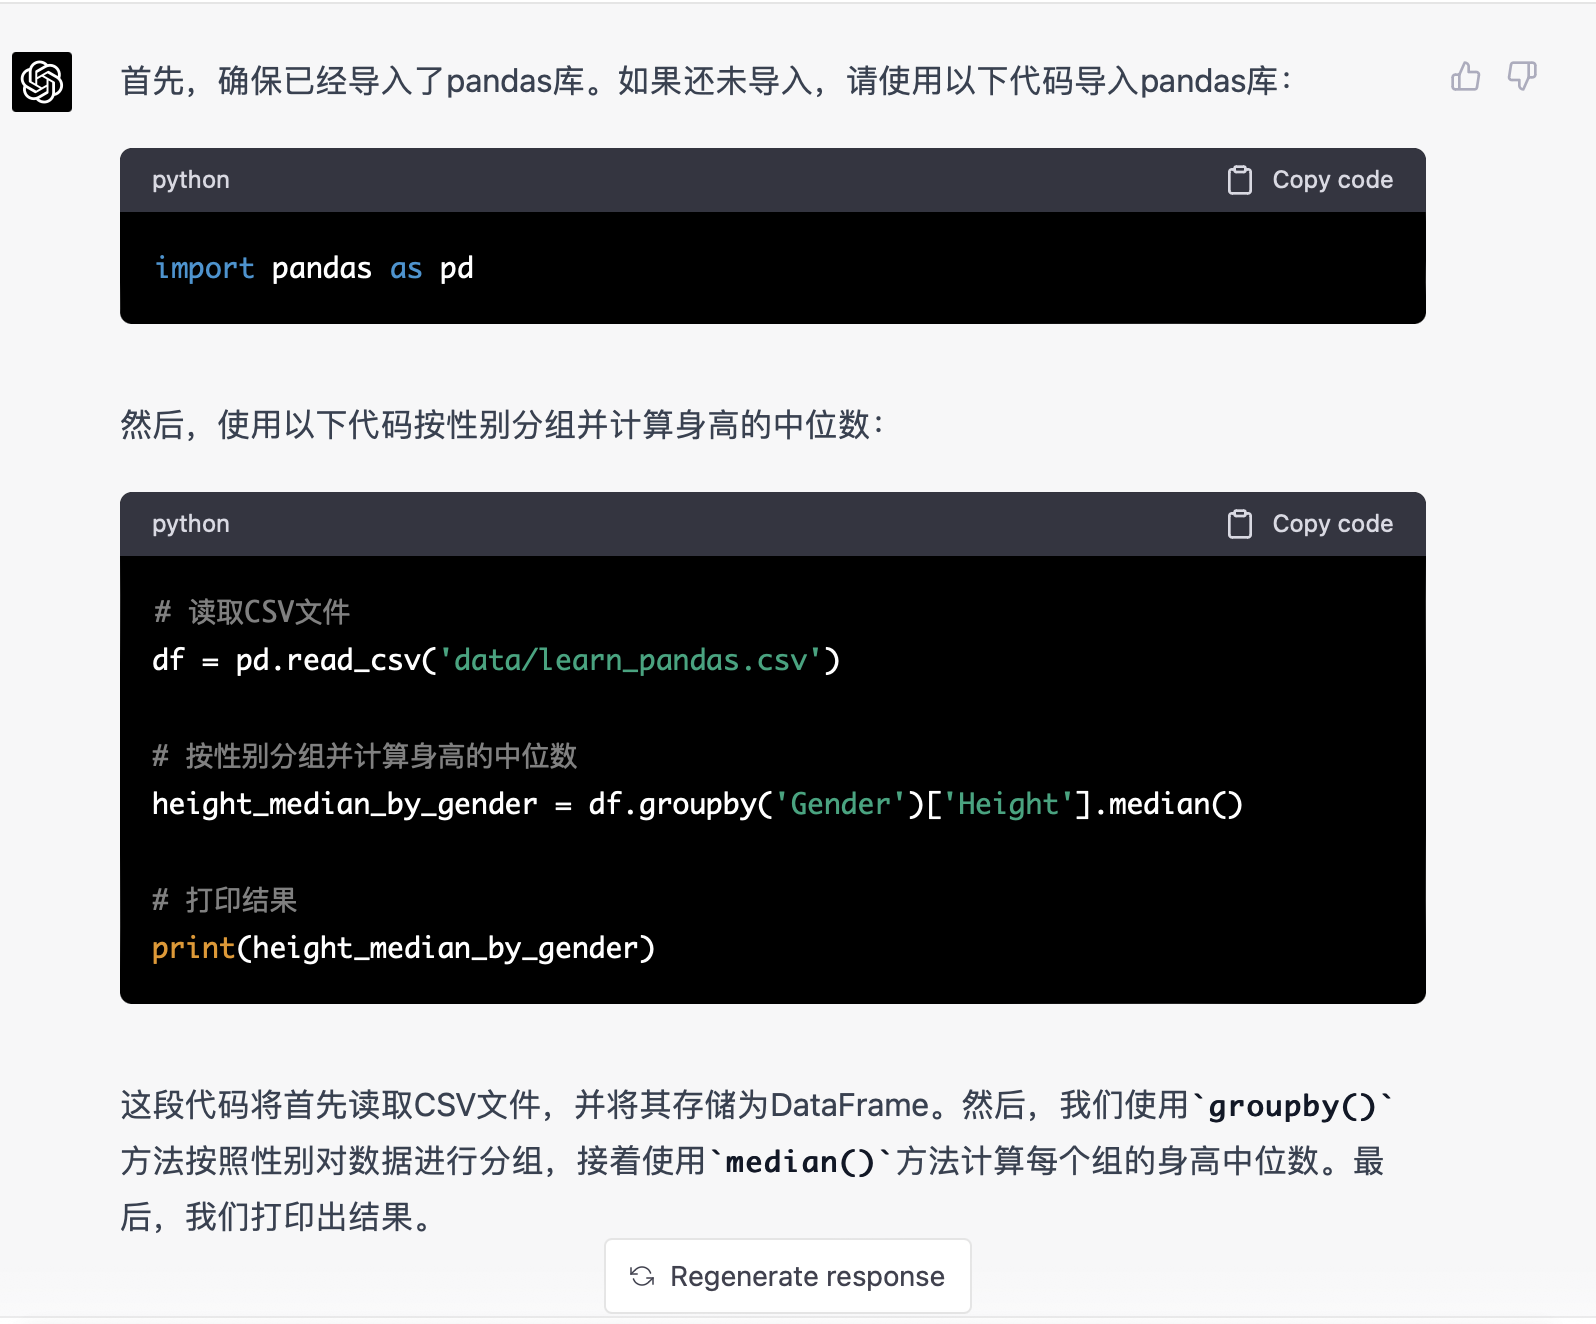 首先，确保已经导入了pandas库。如果还未导入，请使用以下代码导入pandas库：
python
Copy code
import pandas as pd
然后，使用以下代码按性别分组并计算身高的中位数：
python
Copy code
# 读取CSV文件
df = pd.read_csv('data/learn_pandas.csv')
# 按性别分组并计算身高的中位数
height_median_by_gender = df.groupby('Gender')['Height'].median()
# 打印结果
print(height_median_by_gender)
这段代码将首先读取CSV文件，并将其存储为DataFrame。然后，我们使用`groupby()`
方法按照性别对数据进行分组，接着使用`median()`方法计算每个组的身高中位数。最
后，我们打印出结果。
Regenerate response